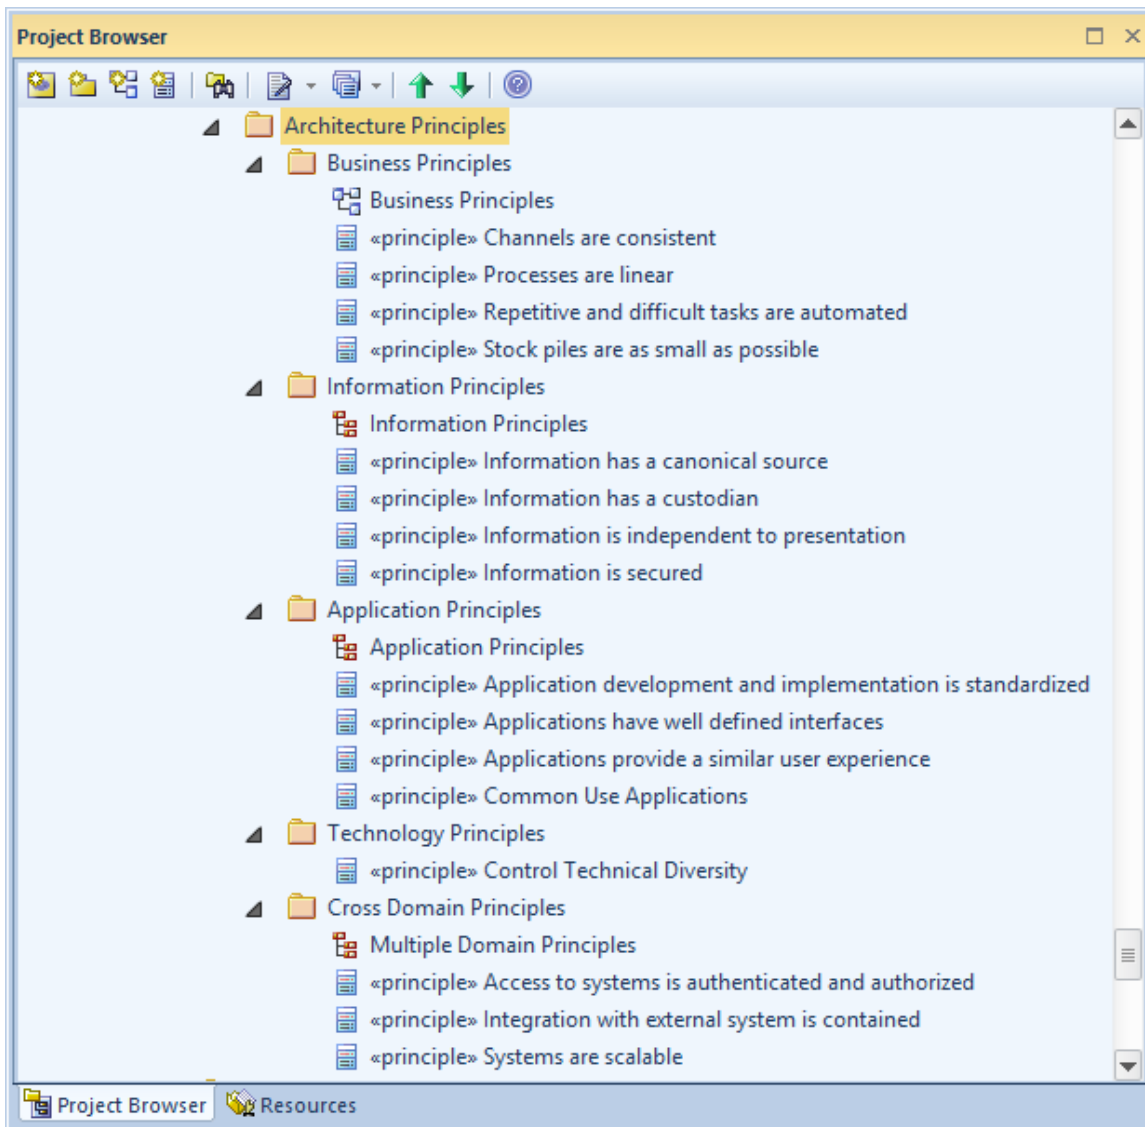 Project Browser
Architecture Principles
Business Principles
Business Principles
«principle» Channels are consistent
«principle» Processes are linear
«principle» Repetitive and difficult tasks are automated
«principle» Stock piles are as small as possible
Information Principles
Information Principles
«principle» Information has a canonical source
«principle» Information has a custodian
«principle» Information is independent to presentation
«principle» Information is secured
Application Principles
Application Principles
«principle» Application development and implementation is standardized
«principle» Applications have well defined interfaces
«principle» Applications provide a similar user experience
«principle» Common Use Applications
Technology Principles
«principle» Control Technical Diversity
Cross Domain Principles
Multiple Domain Principles
«principle» Access to systems is authenticated and authorized
«principle» Integration with external system is contained
«principle» Systems are scalable
Project Browser Resources